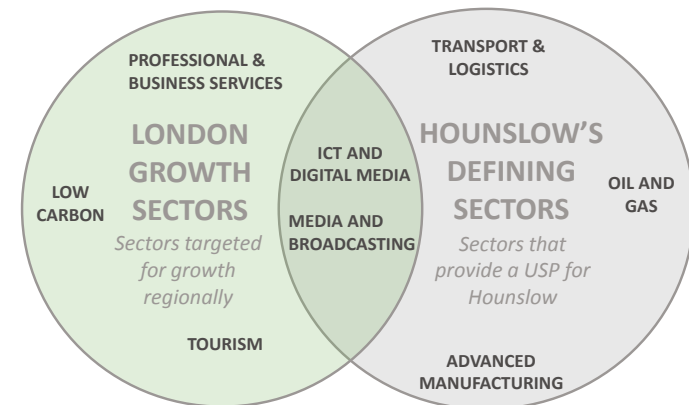 PROFESSIONAL &
BUSINESS SERVICES
LONDON
GROWTH
SECTORS
Sectors targeted
for growth
regionally
LOW
CARBON
TOURISM
ICT AND
DIGITAL MEDIA
MEDIA AND
BROADCASTING
TRANSPORT &
LOGISTICS
HOUNSLOW'S
DEFINING
SECTORS
Sectors that
provide a USP for
Hounslow
OIL AND
GAS
ADVANCED
MANUFACTURING